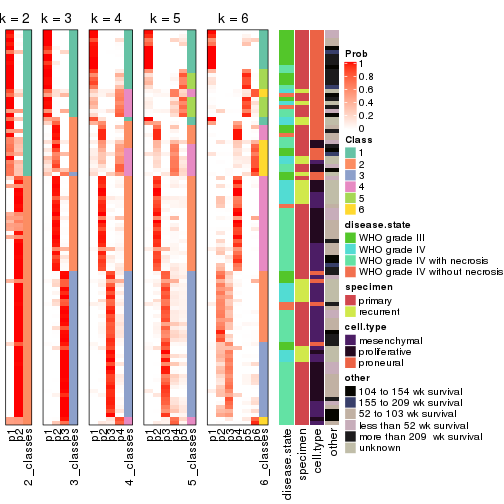 k = 2
k = 3
k = 4
k = 5
k = 6
p1
p2
2_classes
p1
p2
p3
3_classes
p1
p2
p3
p4
4_classes
p1
p2
p3
p4
p5
5_classes
p1
p2
p3
p4
p5
p6
6_classes
disease.state
specimen
cell.type
other
Prob
1
0.8
0.6
0.4
0.2
0
Class
1
2
3
4
5
6
disease.state
WHO grade III
WHO grade IV
WHO grade IV with necrosis
WHO grade IV without necrosis
specimen
primary
recurrent
cell.type
mesenchymal
proliferative
proneural
other
104 to 154 wk survival
155 to 209 wk survival
52 to 103 wk survival
less than 52 wk survival
more than 209 wk survival
unknown